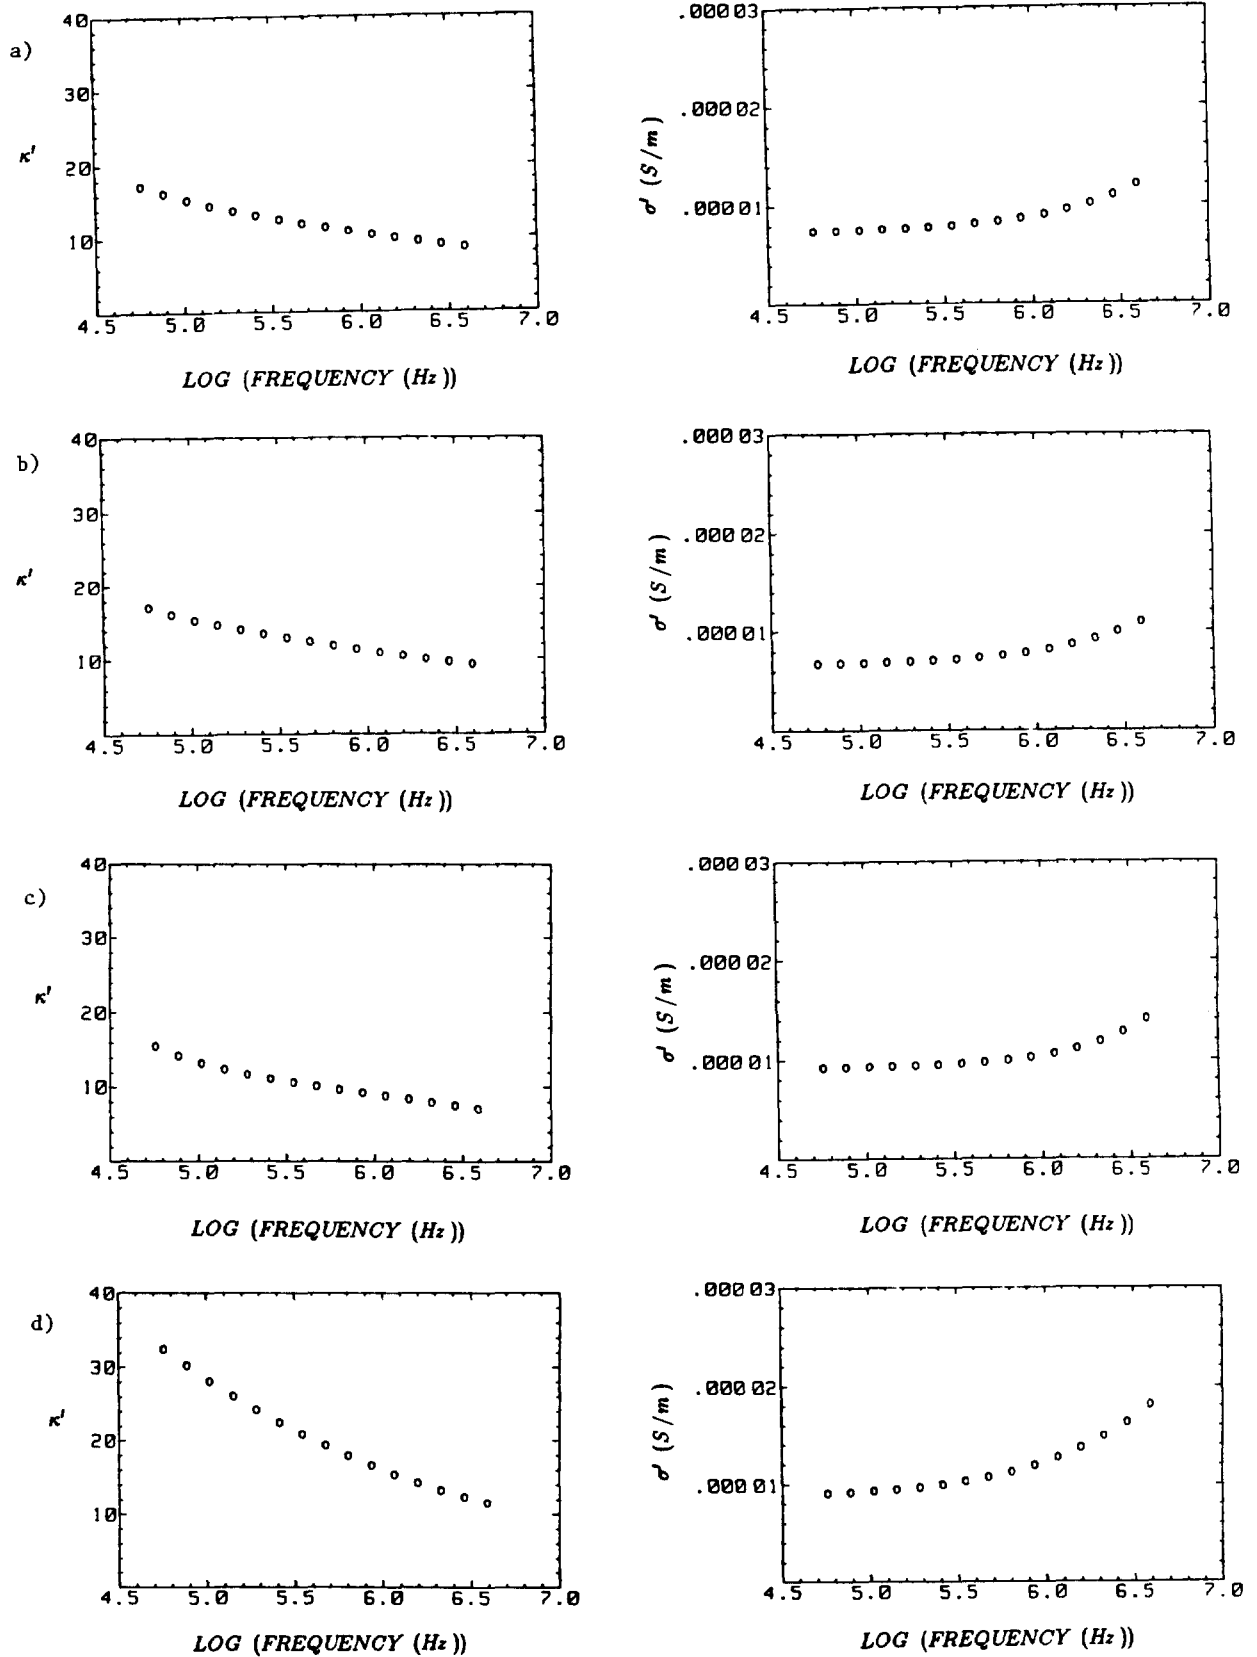 a)
40
30
20
10
κ'
4.5 5.0 5.5 6.0 6.5 7.0
LOG (FREQUENCY (Hz))
.000 03
.000 02
.000 01
σ' (S/m)
4.5 5.0 5.5 6.0 6.5 7.0
LOG (FREQUENCY (Hz))
b)
40
30
20
10
κ'
4.5 5.0 5.5 6.0 6.5 7.0
LOG (FREQUENCY (Hz))
.000 03
.000 02
.000 01
σ' (S/m)
4.5 5.0 5.5 6.0 6.5 7.0
LOG (FREQUENCY (Hz))
c)
40
30
20
10
κ'
4.5 5.0 5.5 6.0 6.5 7.0
LOG (FREQUENCY (Hz))
.000 03
.000 02
.000 01
σ' (S/m)
4.5 5.0 5.5 6.0 6.5 7.0
LOG (FREQUENCY (Hz))
d)
40
30
20
10
κ'
4.5 5.0 5.5 6.0 6.5 7.0
LOG (FREQUENCY (Hz))
.000 03
.000 02
.000 01
σ' (S/m)
4.5 5.0 5.5 6.0 6.5 7.0
LOG (FREQUENCY (Hz))